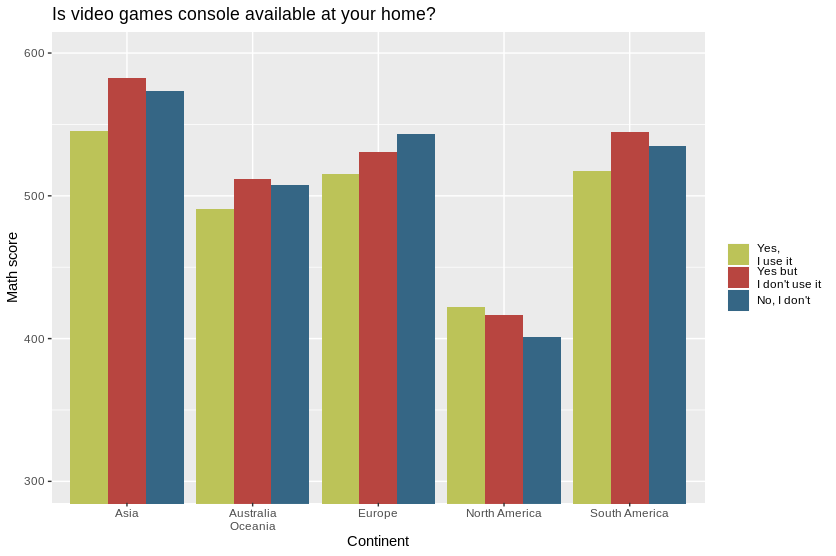 Is video games console available at your home?
Math score
600
500
400
300
Asia
Australia
Oceania
Europe
North America
South America
Continent
Yes,
I use it
Yes but
I don't use it
No, I don't